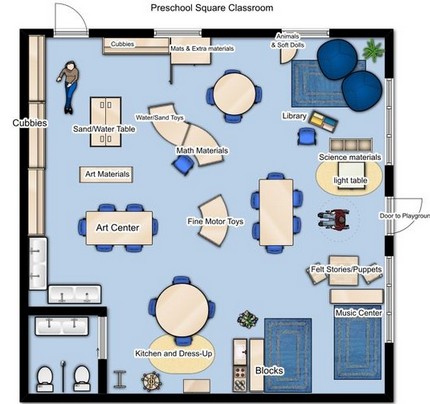 Preschool Square Classroom
Cubbies
Mats & Extra materials
Animals
& Soft Dolls
Cubbies
Sand/Water Table
Water/Sand Toys
Library
Math Materials
Science materials
Art Materials
light table
Art Center
Fine Motor Toys
Door to Playground
Felt Stories/Puppets
Music Center
Kitchen and Dress-Up
Blocks